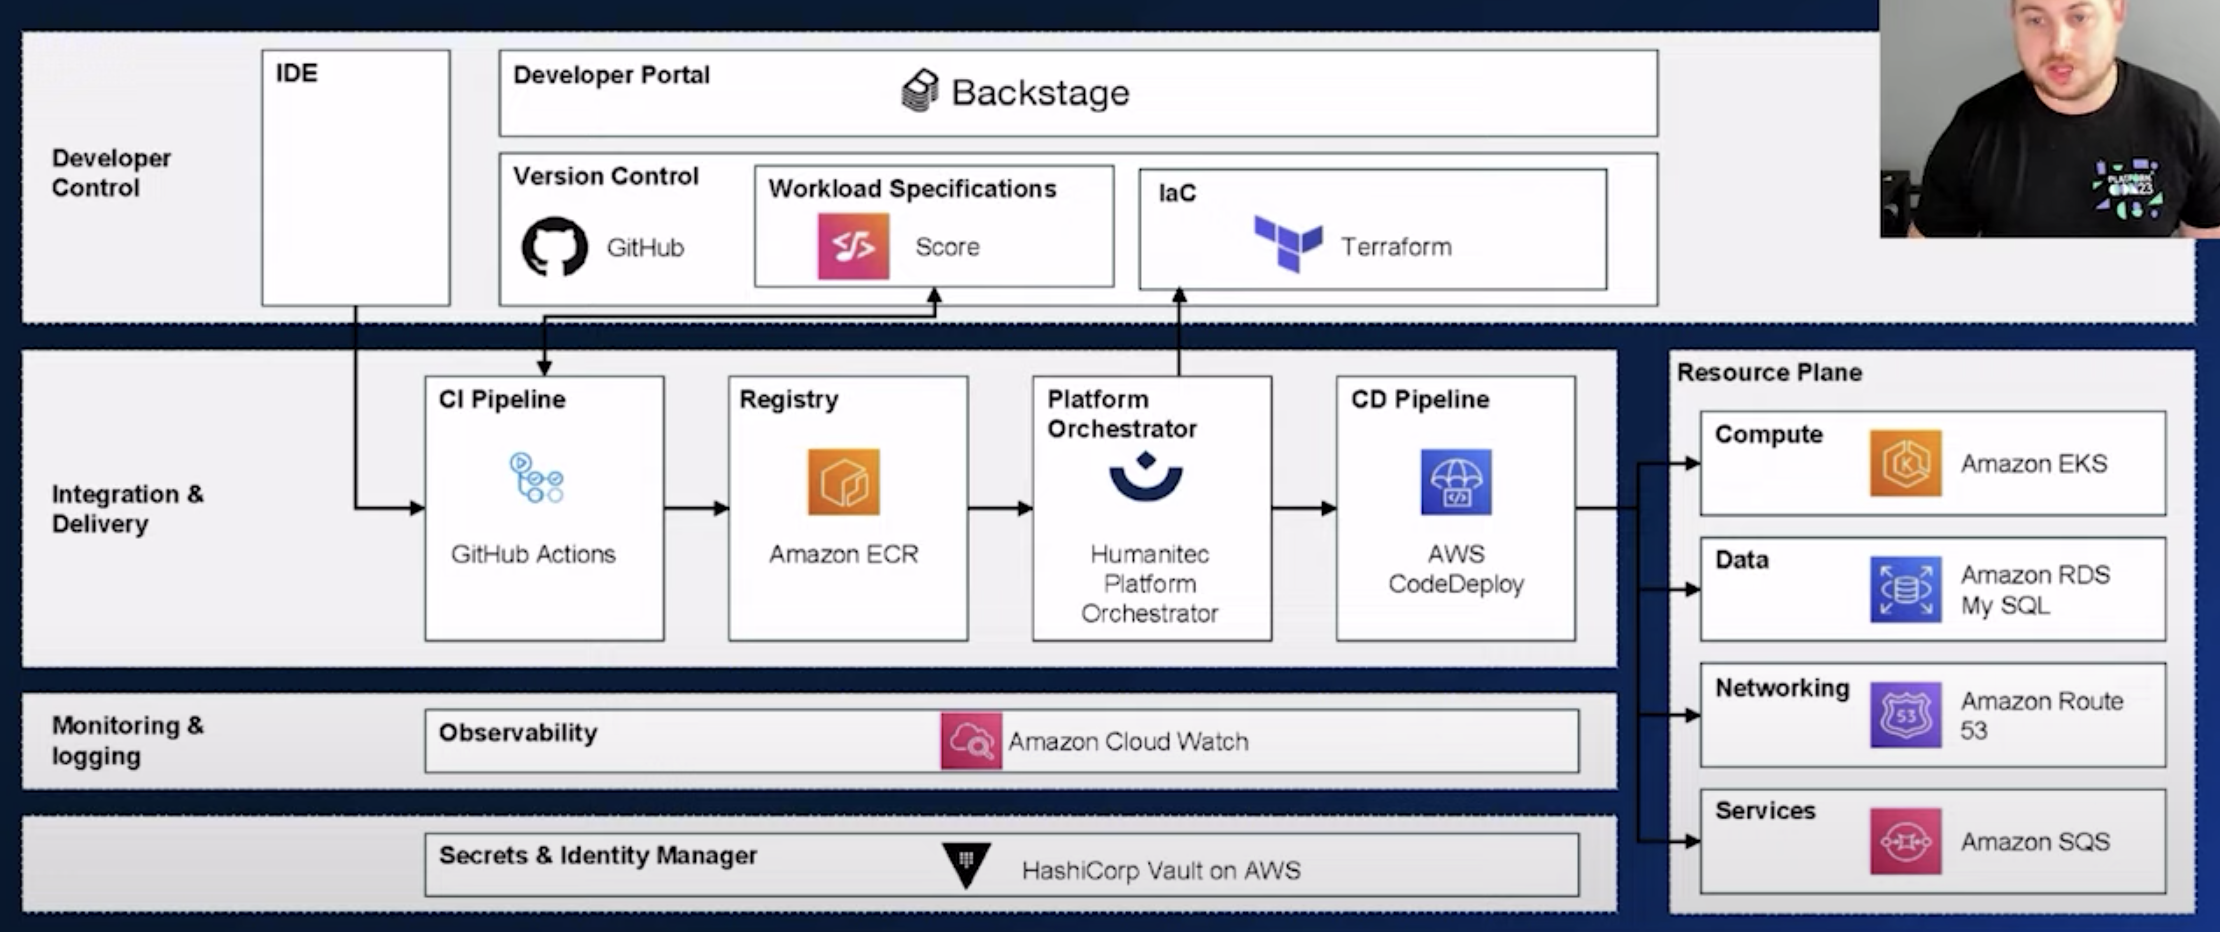 IDE
Developer Portal
Backstage
Developer
Control
Version Control
GitHub
Workload Specifications
Score
IaC
Terraform
PLATFORM
CON23
Integration &
Delivery
CI Pipeline
GitHub Actions
Registry
Amazon ECR
Platform
Orchestrator
Humanitec
Platform
Orchestrator
CD Pipeline
AWS
CodeDeploy
Resource Plane
Compute
Amazon EKS
Data
Amazon RDS
My SQL
Networking
53
Amazon Route
53
Services
Amazon SQS
Monitoring &
logging
Observability
Amazon Cloud Watch
Secrets & Identity Manager
HashiCorp Vault on AWS